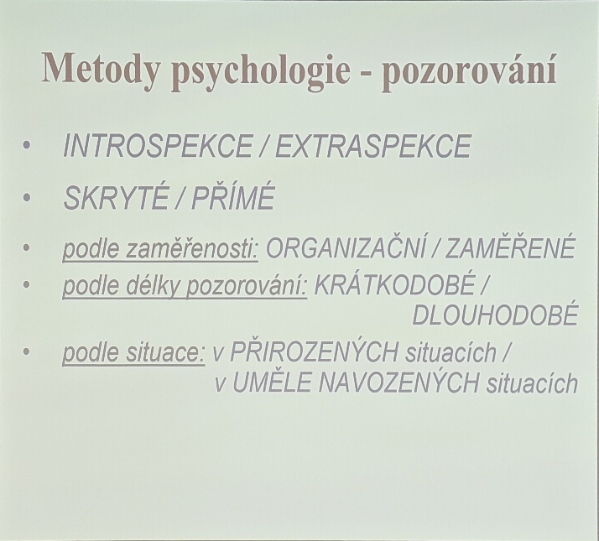 Metody psychologie - pozorování
• INTROSPEKCE / EXTRASPEKCE
• SKRYTÉ / PŘÍMÉ
• podle zaměřenosti: ORGANIZAČNÍ / ZAMĚŘENÉ
• podle délky pozorování: KRÁTKODOBÉ /
DLOUHODOBÉ
• podle situace: v PŘIROZENÝCH situacích /
v UMĚLE NAVOZENÝCH situacích